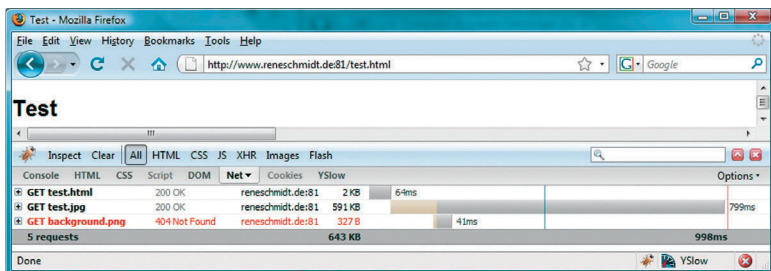 Test - Mozilla Firefox
File Edit View History Bookmarks Tools Help
http://www.reneschmidt.de:81/test.html G Google
Test
Inspect Clear All HTML CSS JS XHR Images Flash
Console HTML CSS Script DOM Net Cookies YSlow Options
GET test.html 200 OK reneschmidt.de:81 2 KB 64ms
GET test.jpg 200 OK reneschmidt.de:81 591 KB 799ms
GET background.png 404 Not Found reneschmidt.de:81 327 B 41ms
5 requests 643 KB 998ms
Done YSlow